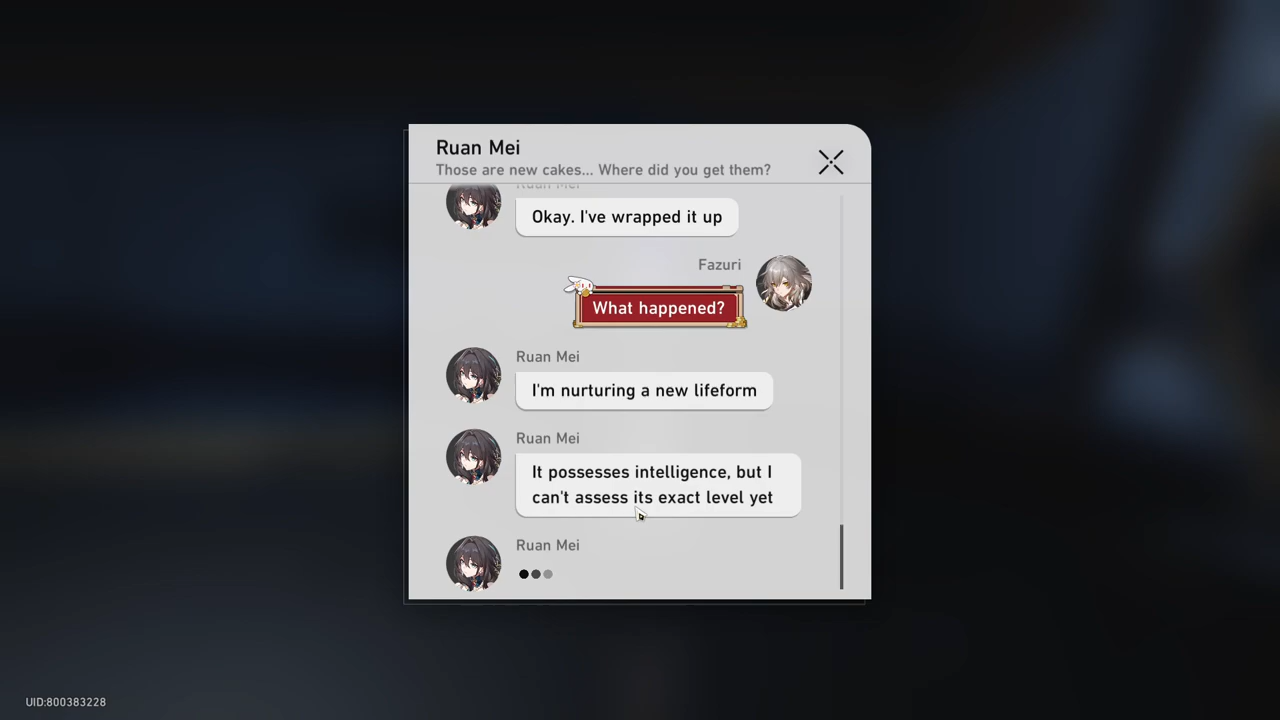 Ruan Mei
Those are new cakes... Where did you get them?
Ruan Mei
Okay. I've wrapped it up
Fazuri
What happened?
Ruan Mei
I'm nurturing a new lifeform
Ruan Mei
It possesses intelligence, but I
can't assess its exact level yet
Ruan Mei
UID:800383228